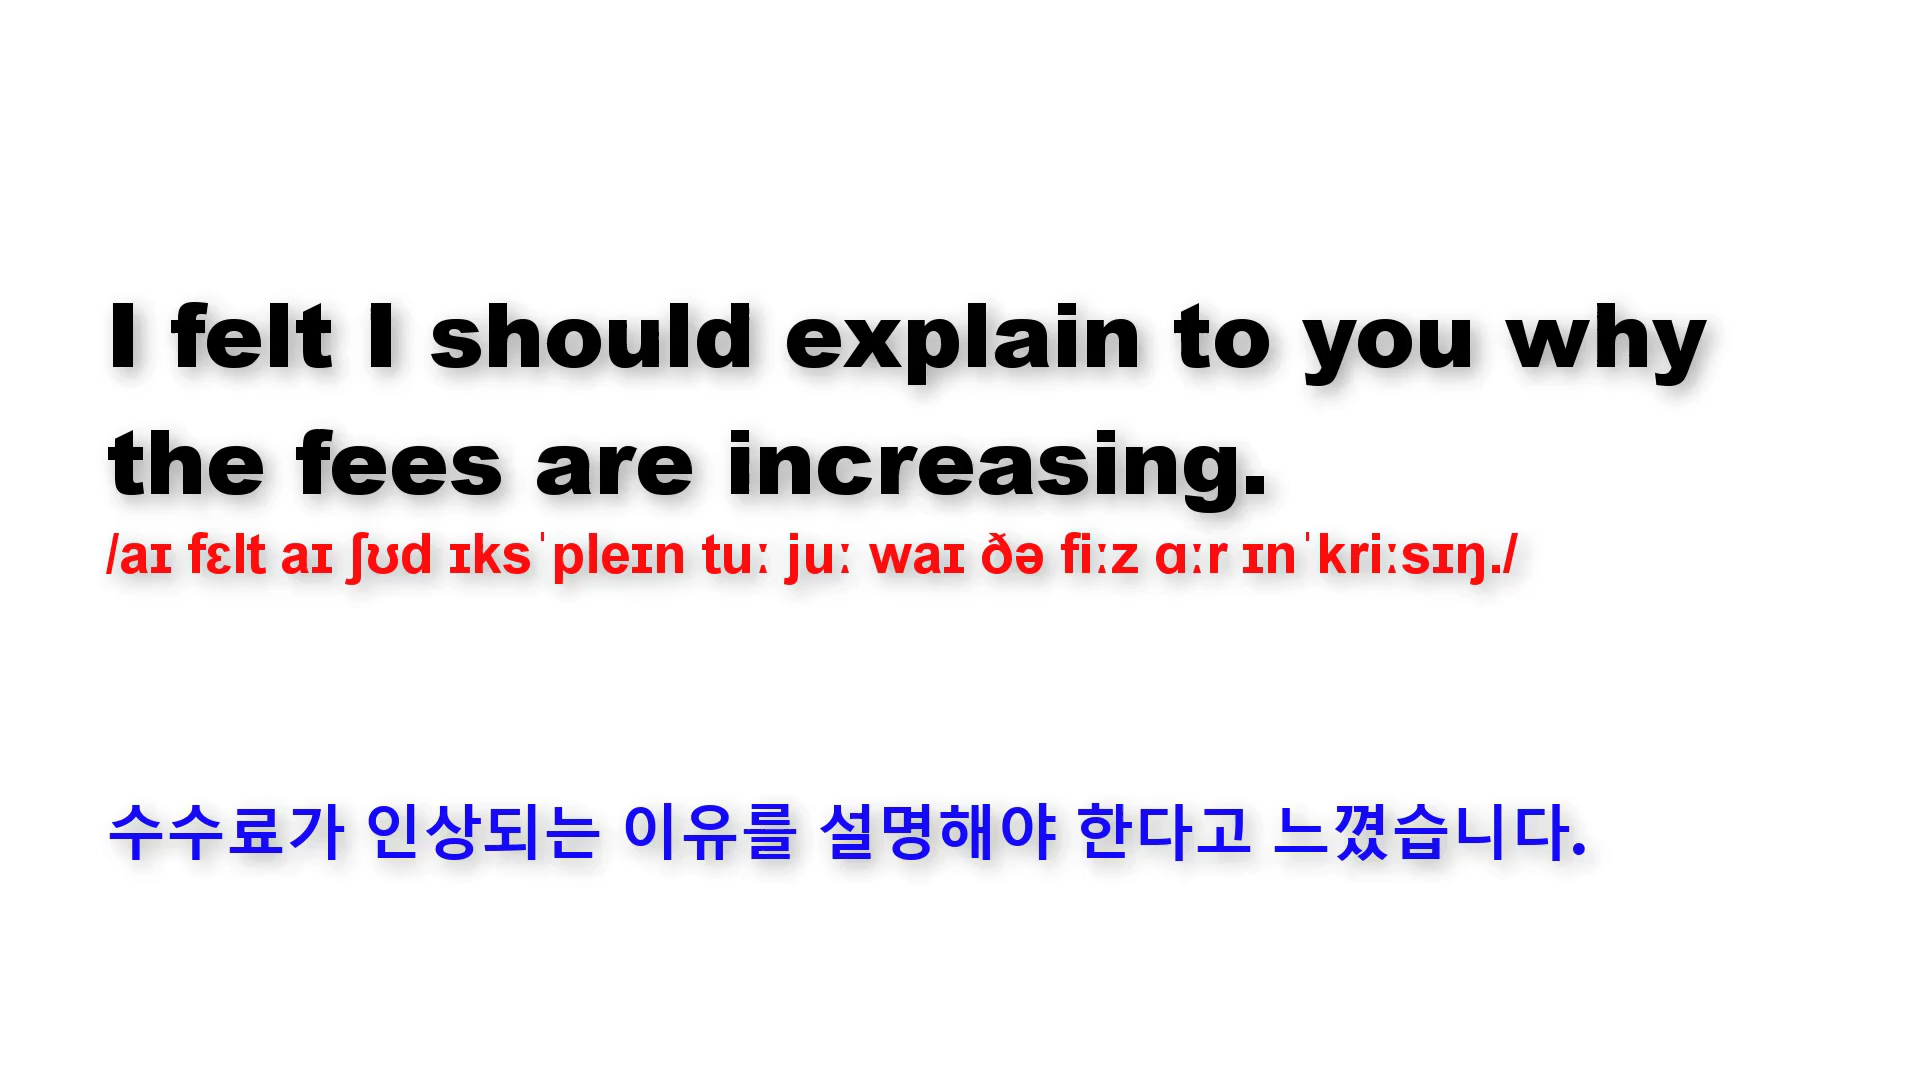 I felt I should explain to you why
the fees are increasing.
/aɪ fɛlt aɪ ʃʊd ɪksˈpleɪn tuː juː waɪ ðə fiːz ɑːr ɪnˈkriːsɪŋ./
수수료가 인상되는 이유를 설명해야 한다고 느꼈습니다.